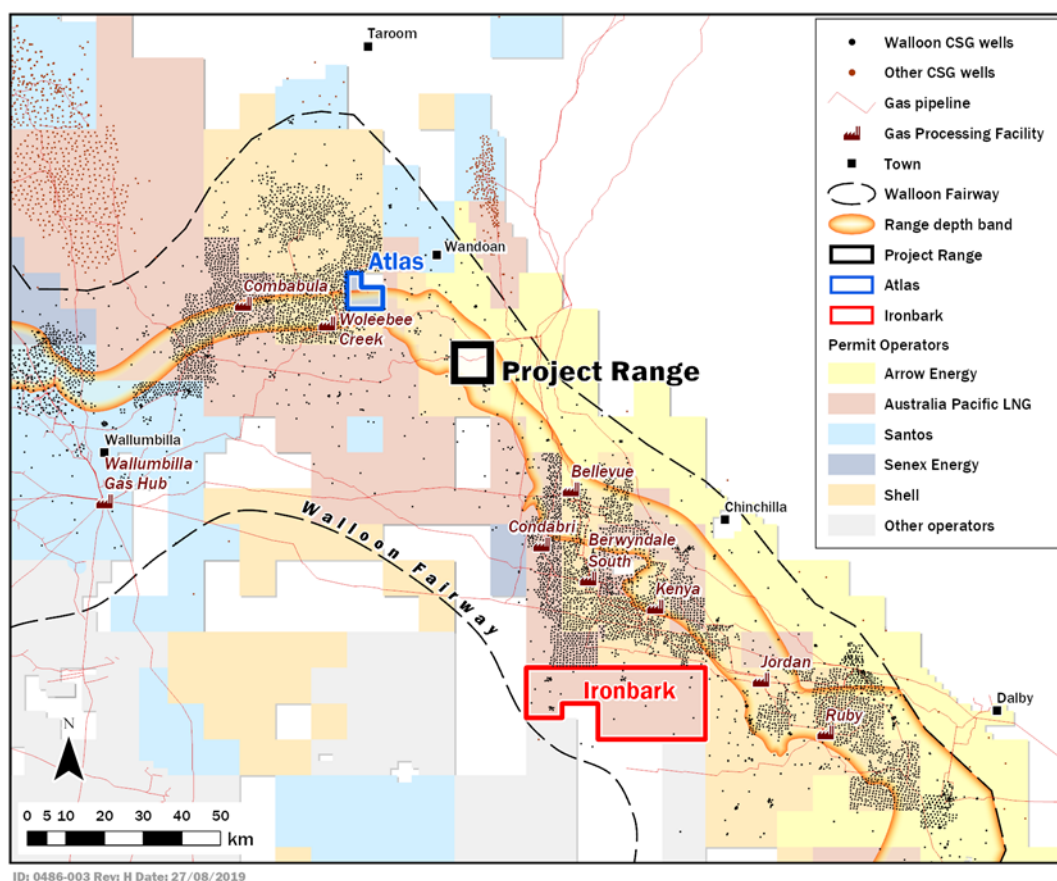 Taroom
Wandoan
Atlas
Combabula
Woleebee
Creek
Project Range
Wallumbilla
Wallumbilla
Gas Hub
Bellevue
Chinchilla
Condabri
Berwyndale
South
Walloon Fairway
Kenya
Jordan
Ironbark
Ruby
Dalby
N
0 5 10 20 30 40 50
km
Walloon CSG wells
Other CSG wells
Gas pipeline
Gas Processing Facility
Town
Walloon Fairway
Range depth band
Project Range
Atlas
Ironbark
Permit Operators
Arrow Energy
Australia Pacific LNG
Santos
Senex Energy
Shell
Other operators
ID: 0486-003 Rev: H Date: 27/08/2019